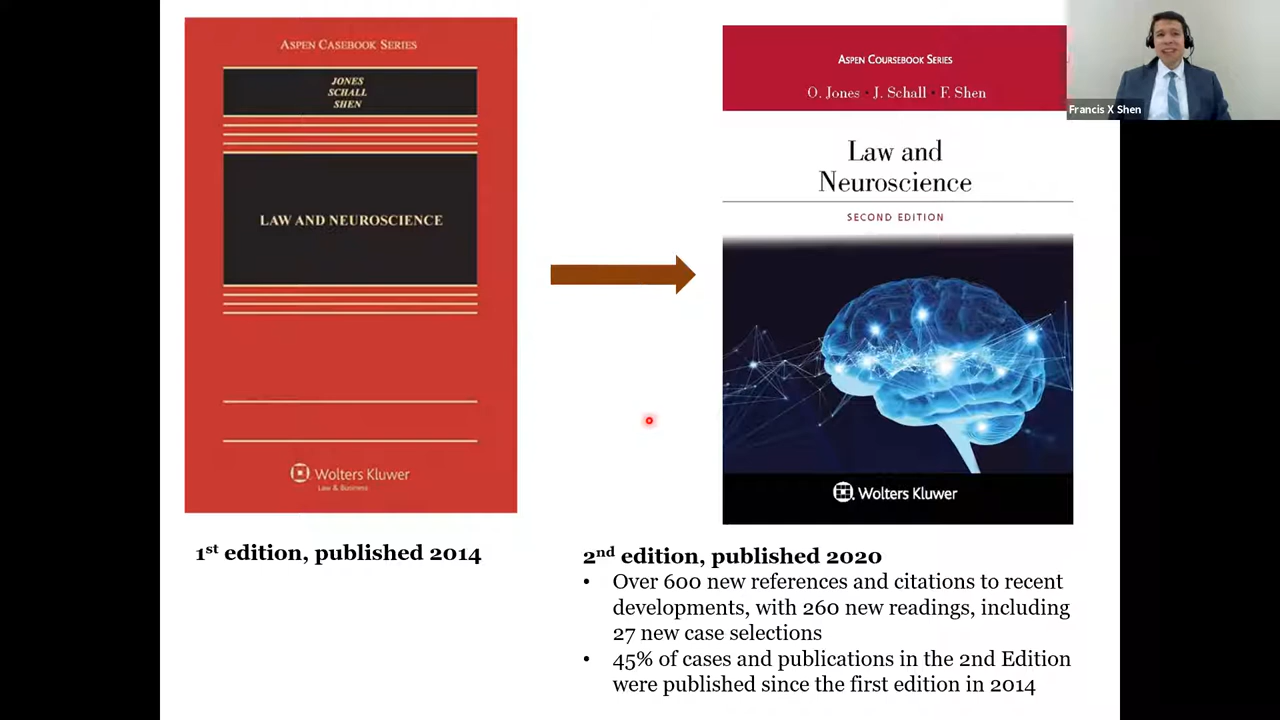 ASPEN CASEBOOK SERIES
JONES
SCHALL
SHEN
LAW AND NEUROSCIENCE
Wolters Kluwer
Law & Business
1st edition, published 2014
ASPEN COURSEBOOK SERIES
O. Jones • J. Schall • F. Shen
Law and
Neuroscience
SECOND EDITION
Wolters Kluwer
2nd edition, published 2020
• Over 600 new references and citations to recent
developments, with 260 new readings, including
27 new case selections
• 45% of cases and publications in the 2nd Edition
were published since the first edition in 2014
Francis X Shen